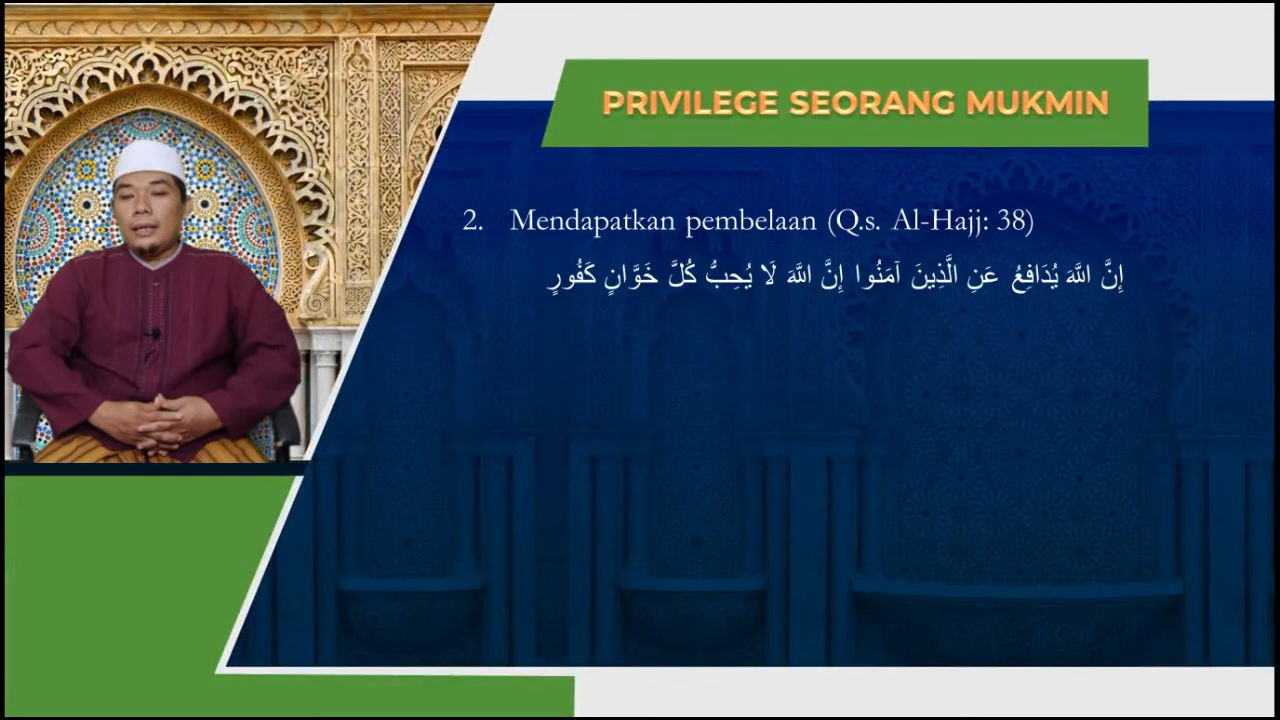 PRIVILEGE SEORANG MUKMIN
2. Mendapatkan pembelaan (Q.s. Al-Hajj: 38)
إِنَّ اللَّهَ يُدَافِعُ عَنِ الَّذِينَ آمَنُوا إِنَّ اللَّهَ لَا يُحِبُّ كُلَّ خَوَّانٍ كَفُورٍ